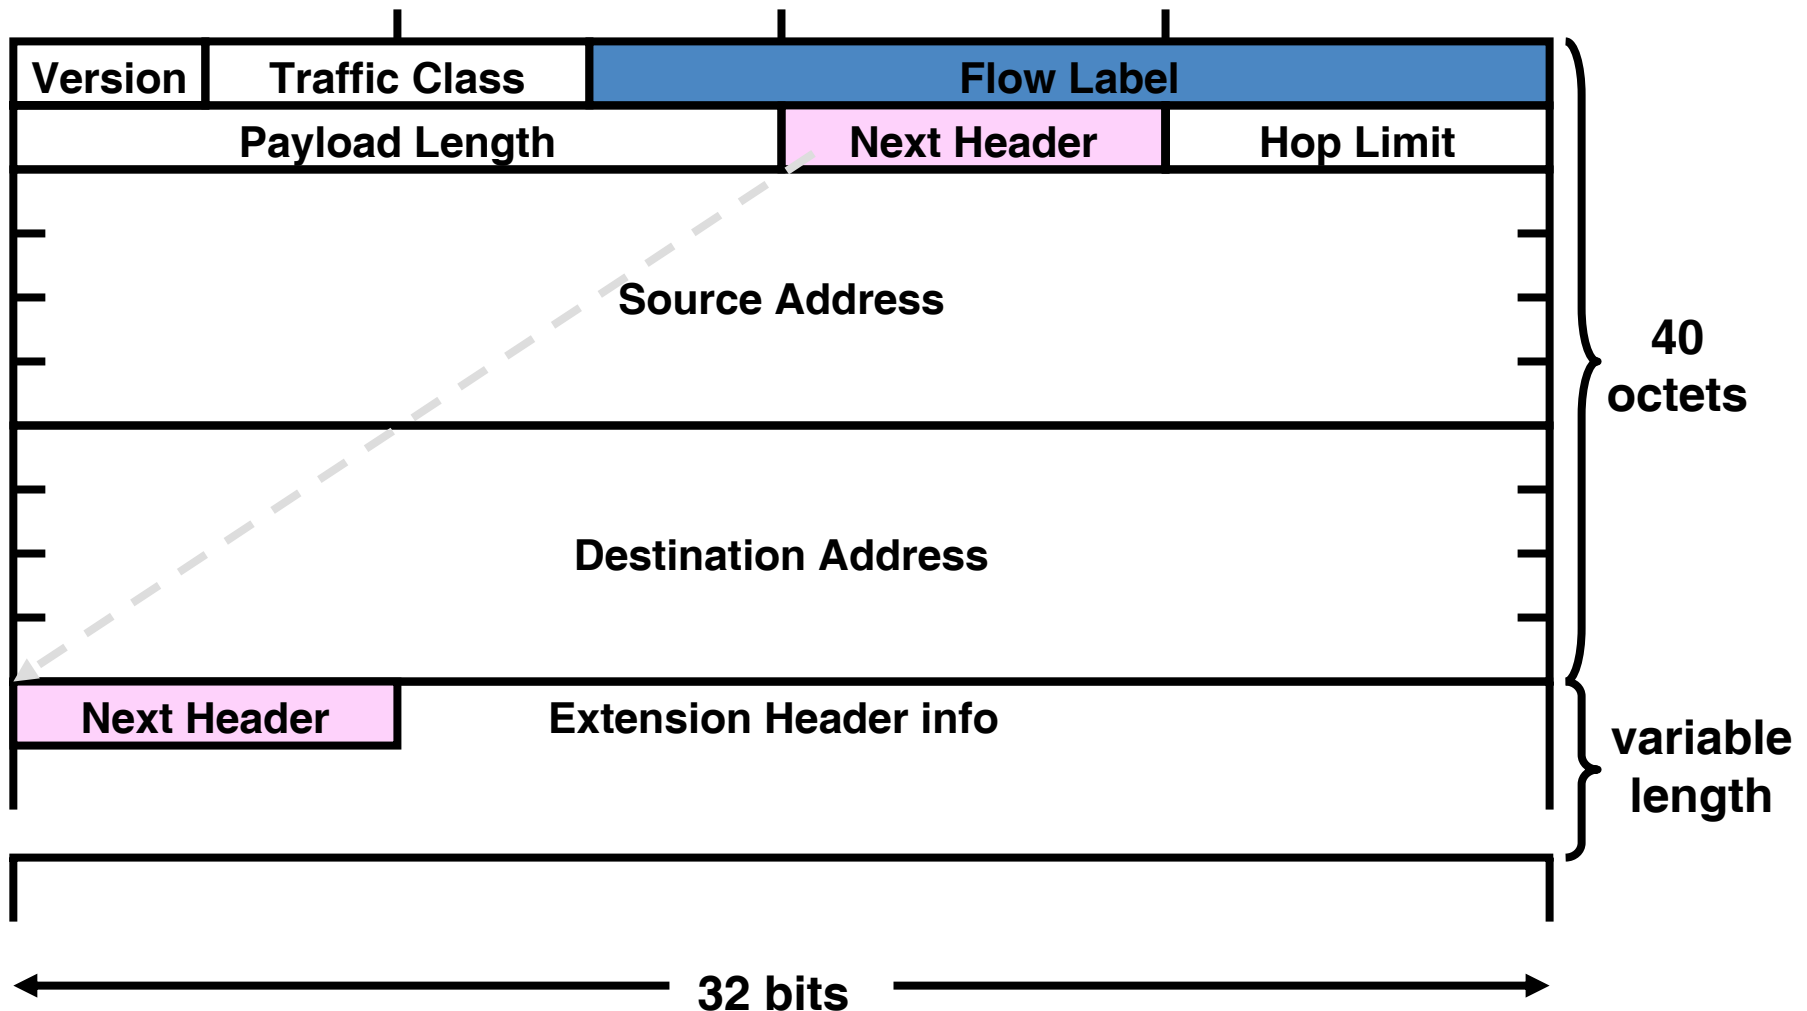 Version Traffic Class Flow Label
Payload Length Next Header Hop Limit
Source Address
40
octets
Destination Address
Next Header Extension Header info
variable
length
32 bits